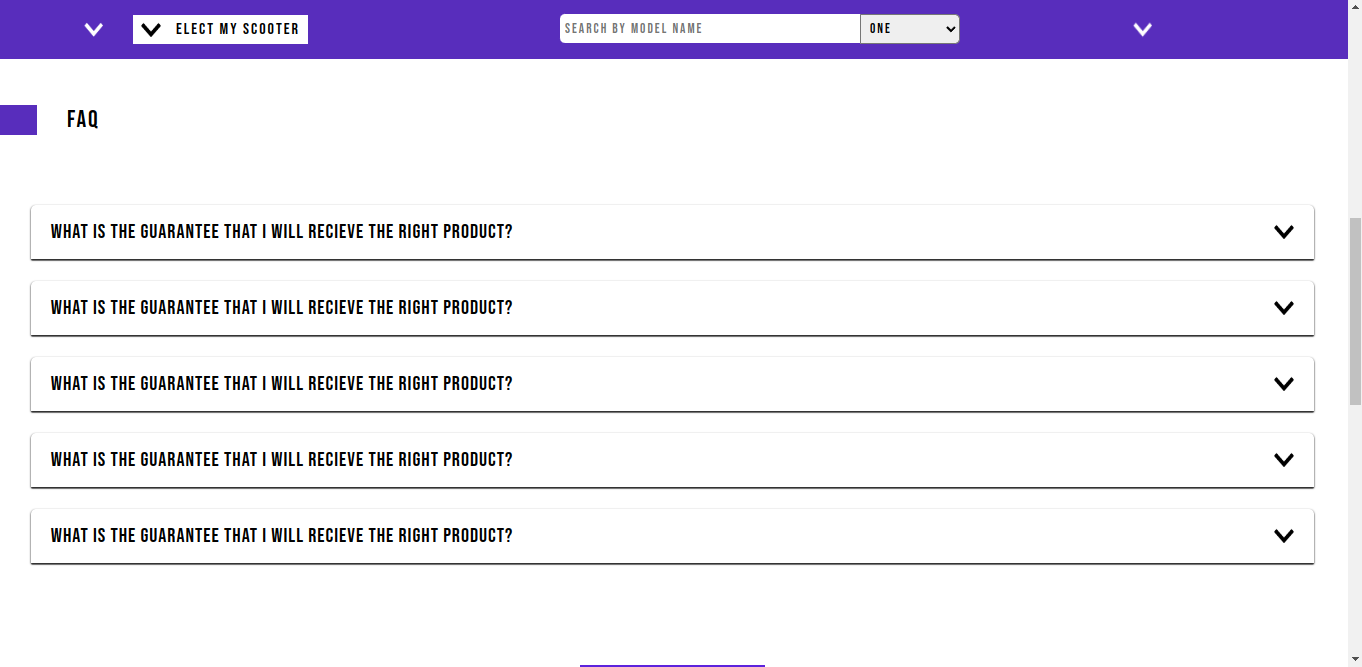 ELECT MY SCOOTER
SEARCH BY MODEL NAME
ONE
FAQ
WHAT IS THE GUARANTEE THAT I WILL RECIEVE THE RIGHT PRODUCT?
WHAT IS THE GUARANTEE THAT I WILL RECIEVE THE RIGHT PRODUCT?
WHAT IS THE GUARANTEE THAT I WILL RECIEVE THE RIGHT PRODUCT?
WHAT IS THE GUARANTEE THAT I WILL RECIEVE THE RIGHT PRODUCT?
WHAT IS THE GUARANTEE THAT I WILL RECIEVE THE RIGHT PRODUCT?